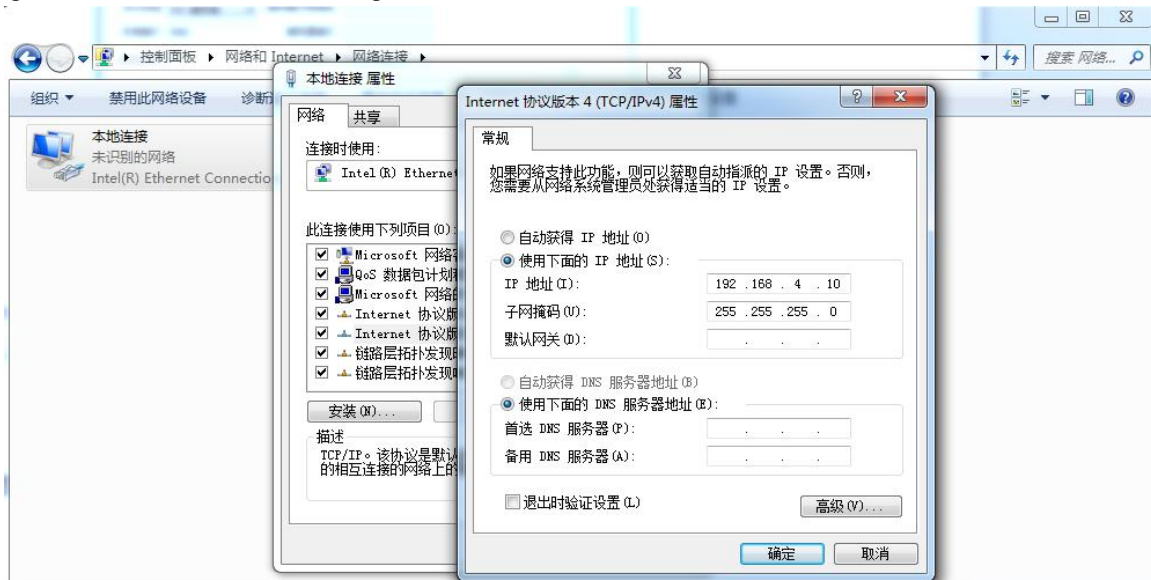 控制面板 ▸ 网络和 Internet ▸ 网络连接 ▸
搜索 网络...
组织 ▼ 禁用此网络设备 诊断
本地连接
未识别的网络
Intel(R) Ethernet Connectio
本地连接 属性
网络 共享
连接时使用:
Intel(R) Etherne
此连接使用下列项目(O):
Microsoft 网络
QoS 数据包计划
Microsoft 网络
Internet 协议版
Internet 协议版
链路层拓扑发现
链路层拓扑发现
安装(N)...
描述
TCP/IP。该协议是默认
的相互连接的网络上的
Internet 协议版本 4 (TCP/IPv4) 属性
常规
如果网络支持此功能，则可以获取自动指派的 IP 设置。否则，
您需要从网络系统管理员处获得适当的 IP 设置。
自动获得 IP 地址(O)
使用下面的 IP 地址(S):
IP 地址(I): 192 .168 . 4 . 10
子网掩码(U): 255 .255 .255 . 0
默认网关(D): . . .
自动获得 DNS 服务器地址(B)
使用下面的 DNS 服务器地址(E):
首选 DNS 服务器(P): . . .
备用 DNS 服务器(A): . . .
退出时验证设置(L)
高级(V)...
确定 取消